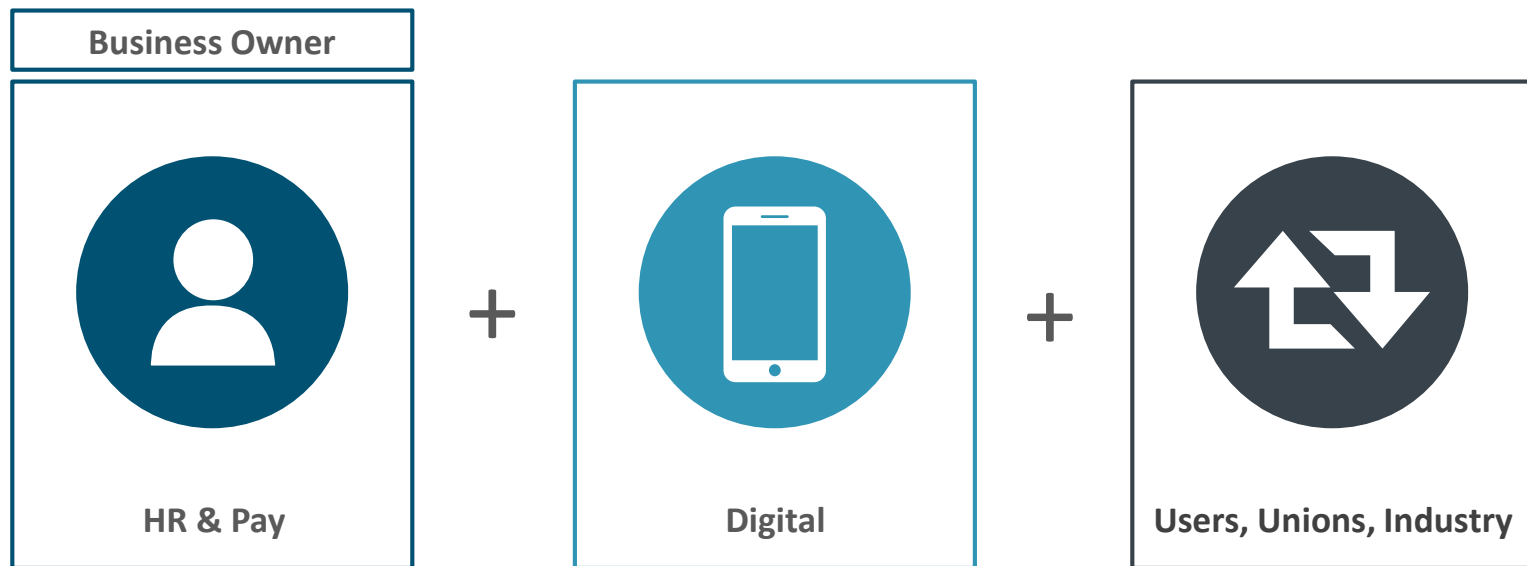 Business Owner
HR & Pay
+
Digital
+
Users, Unions, Industry